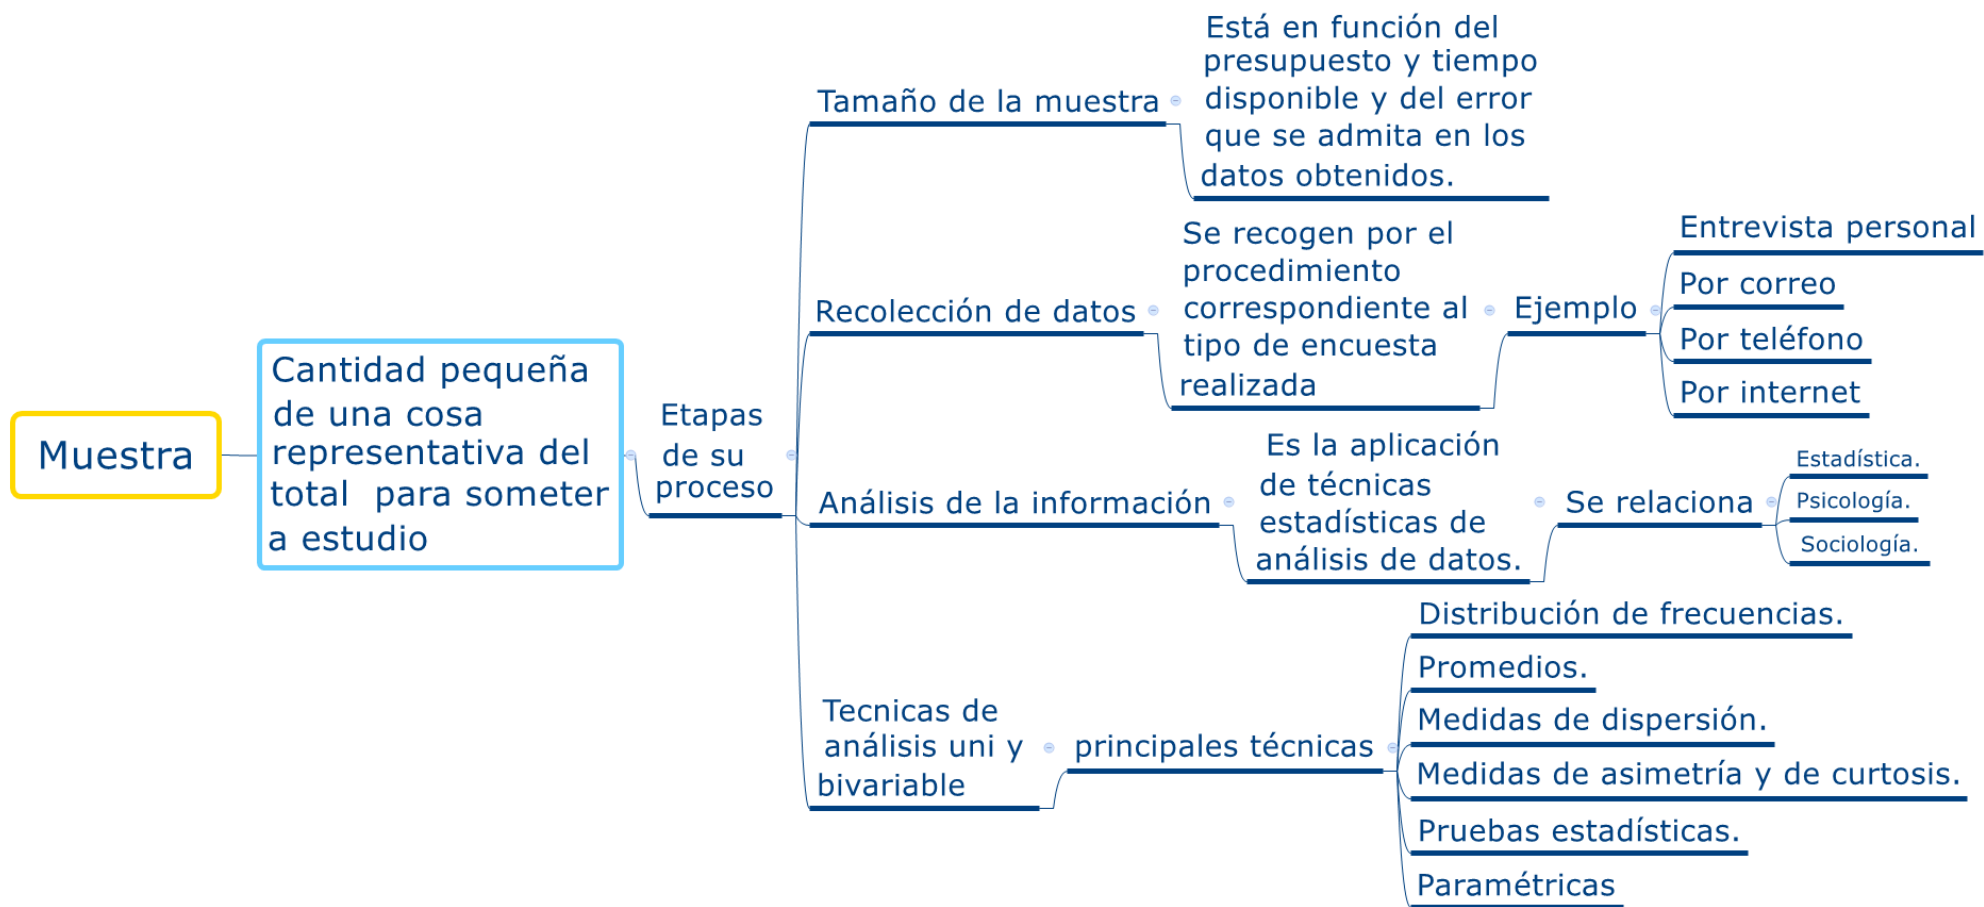 Muestra
Cantidad pequeña
de una cosa
representativa del
total  para someter
a estudio
Etapas
de su
proceso
Tamaño de la muestra
Está en función del
presupuesto y tiempo
disponible y del error
que se admita en los
datos obtenidos.
Recolección de datos
Se recogen por el
procedimiento
correspondiente al
tipo de encuesta
realizada
Ejemplo
Entrevista personal
Por correo
Por teléfono
Por internet
Análisis de la información
Es la aplicación
de técnicas
estadísticas de
análisis de datos.
Se relaciona
Estadística.
Psicología.
Sociología.
Tecnicas de
análisis uni y
bivariable
principales técnicas
Distribución de frecuencias.
Promedios.
Medidas de dispersión.
Medidas de asimetría y de curtosis.
Pruebas estadísticas.
Paramétricas